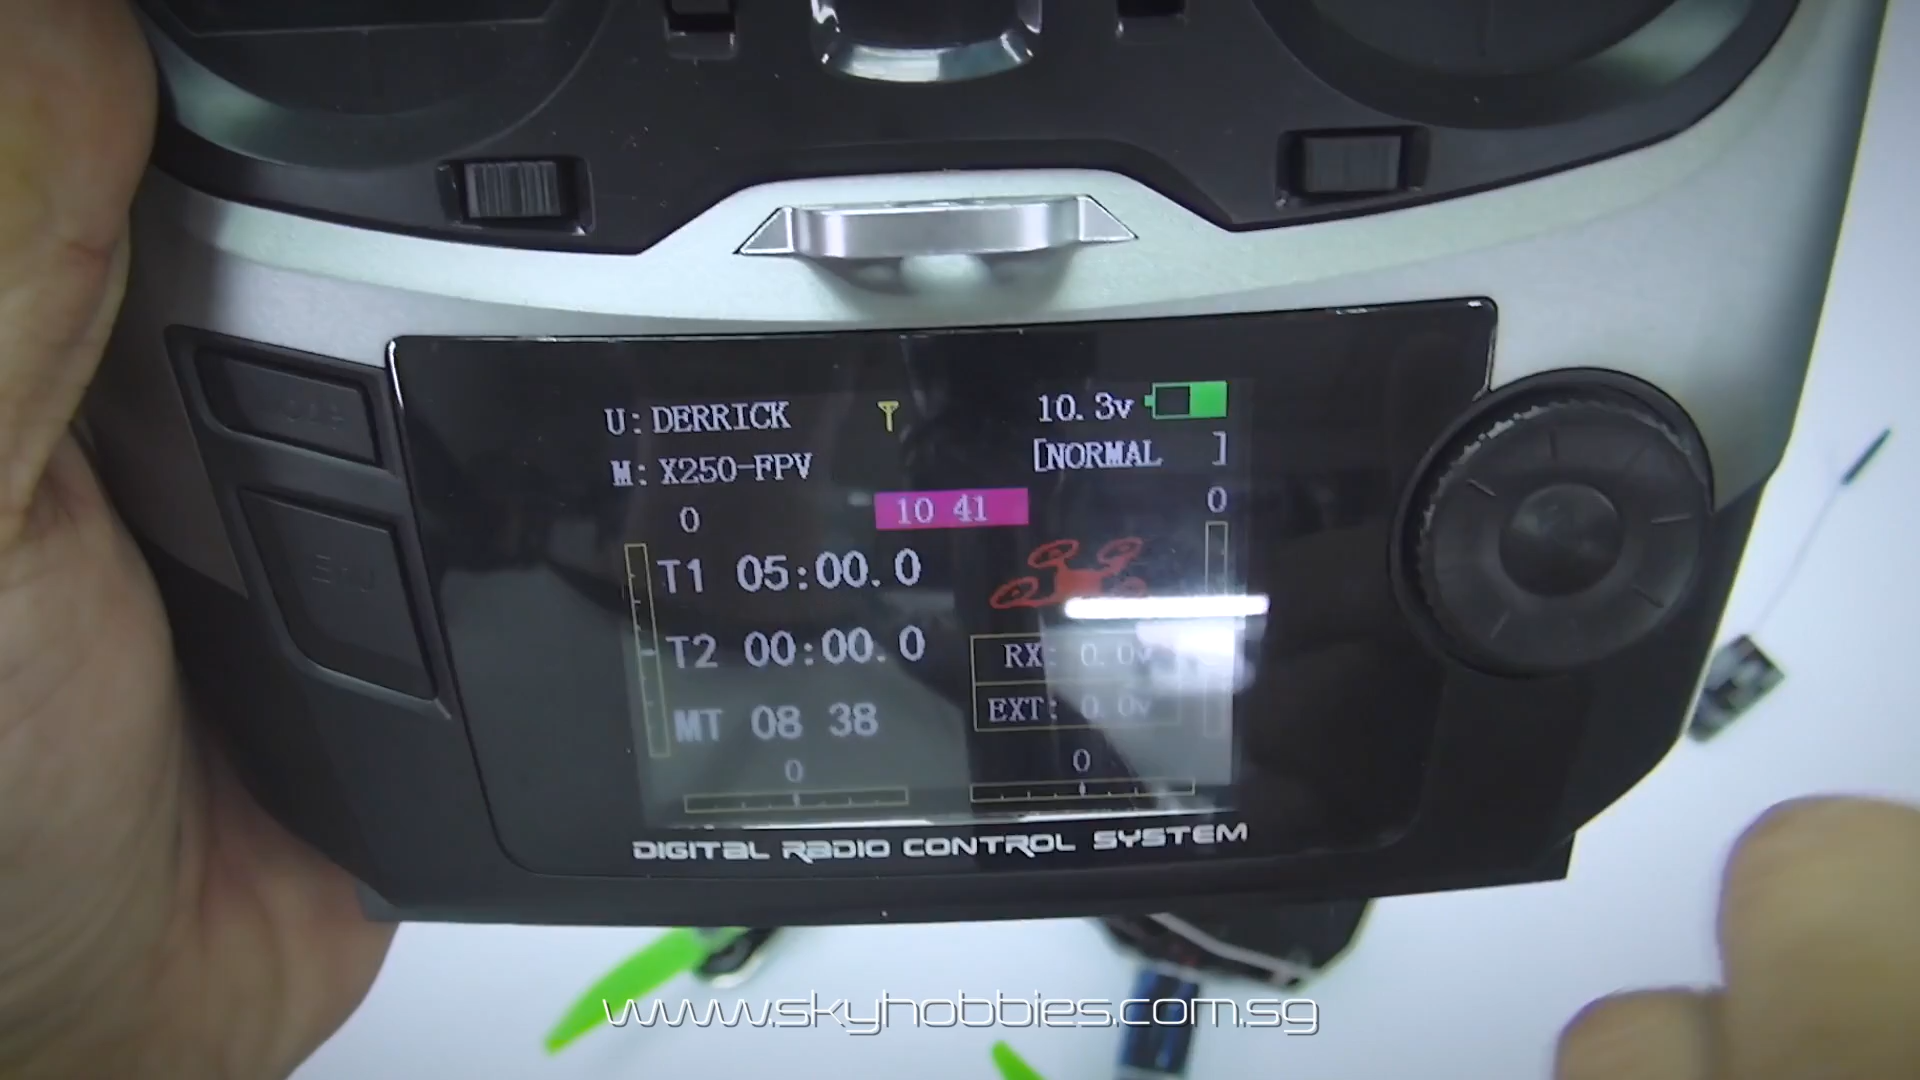 U: DERRICK
10.3v
M: X250-FPV
[NORMAL ]
0
10 41
0
T1 05:00.0
T2 00:00.0
RX: 0.0v
MT 08 38
EXT: 0.0v
0
0
DIGITAL RADIO CONTROL SYSTEM
www.skyhobbies.com.sg